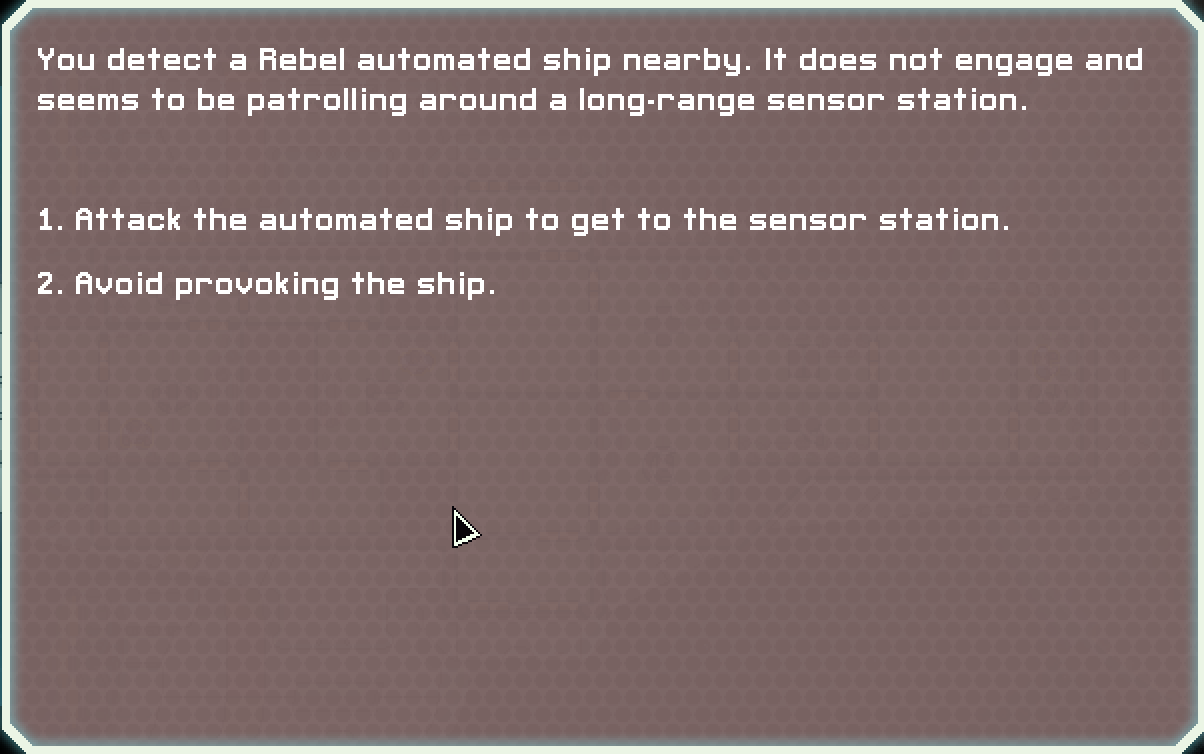 You detect a Rebel automated ship nearby. It does not engage and
seems to be patrolling around a long-range sensor station.
1. Attack the automated ship to get to the sensor station.
2. Avoid provoking the ship.